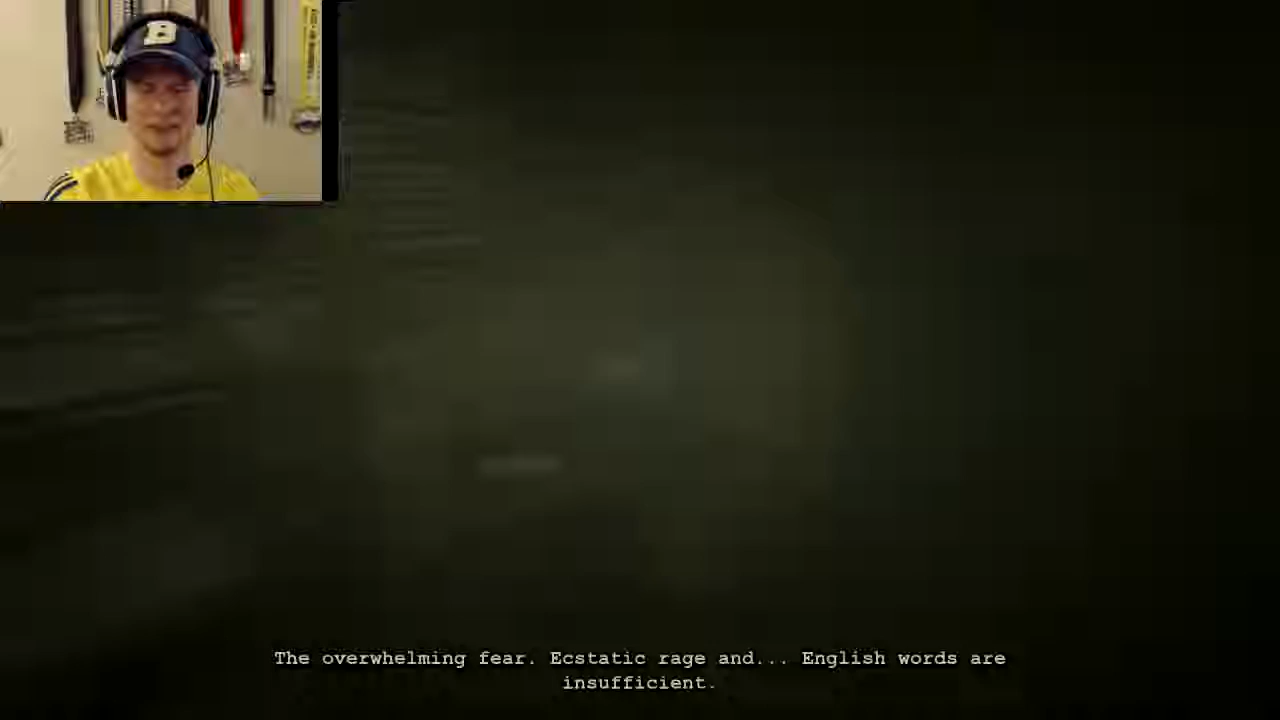 B
The overwhelming fear. Ecstatic rage and... English words are
insufficient.